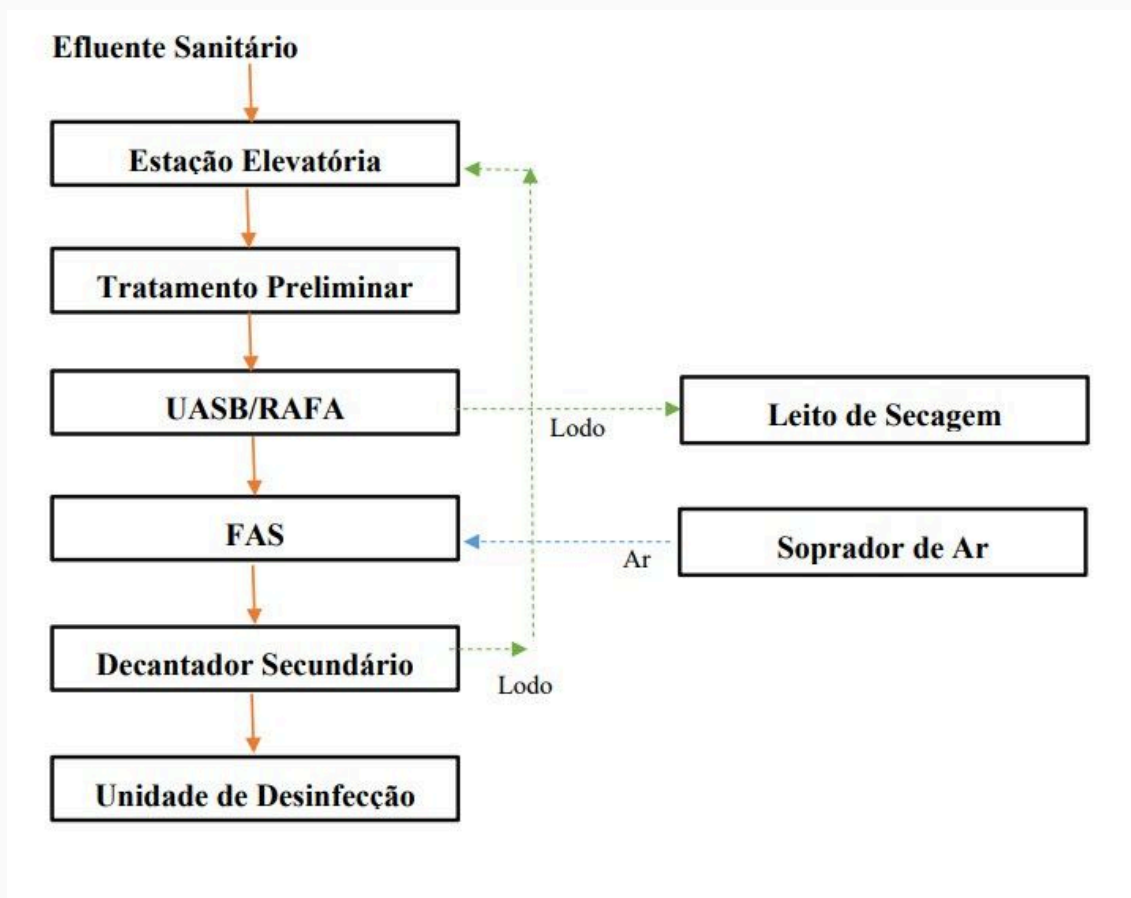 Efluente Sanitário
Estação Elevatória
Tratamento Preliminar
UASB/RAFA
Lodo
Leito de Secagem
FAS
Ar
Soprador de Ar
Decantador Secundário
Lodo
Unidade de Desinfecção